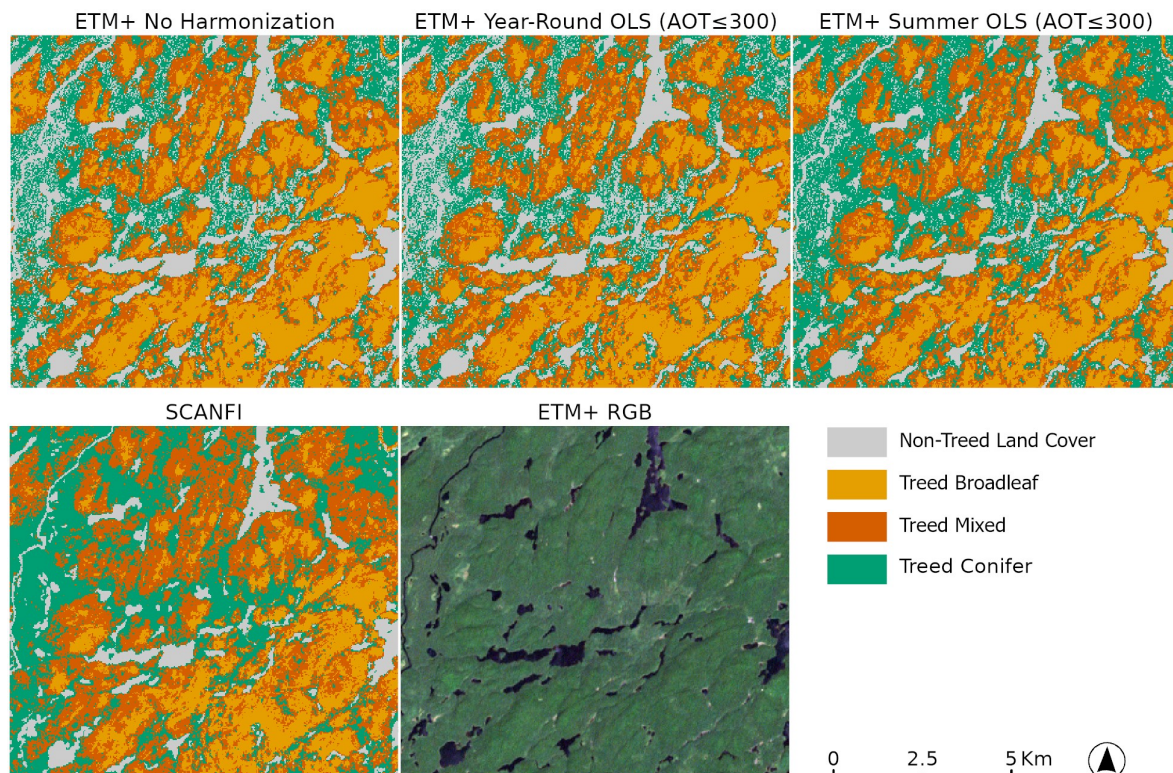 ETM+ No Harmonization
ETM+ Year-Round OLS (AOT≤300)
ETM+ Summer OLS (AOT≤300)
SCANFI
ETM+ RGB
Non-Treed Land Cover
Treed Broadleaf
Treed Mixed
Treed Conifer
0 2.5 5 Km